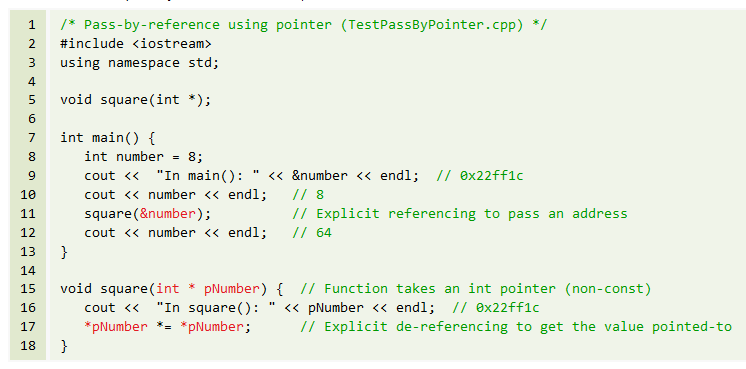 1 /* Pass-by-reference using pointer (TestPassByPointer.cpp) */
2 #include <iostream>
3 using namespace std;
4
5 void square(int *);
6
7 int main() {
8    int number = 8;
9    cout <<  "In main(): " << &number << endl;  // 0x22ff1c
10    cout << number << endl;   // 8
11    square(&number);          // Explicit referencing to pass an address
12    cout << number << endl;   // 64
13 }
14
15 void square(int * pNumber) {  // Function takes an int pointer (non-const)
16    cout <<  "In square(): " << pNumber << endl;  // 0x22ff1c
17    *pNumber *= *pNumber;      // Explicit de-referencing to get the value pointed-to
18 }